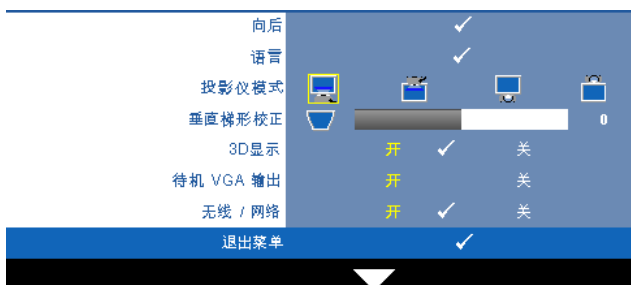 向后
语言
投影仪模式
垂直梯形校正 0
3D显示 开 关
待机 VGA 输出 开 关
无线 / 网络 开 关
退出菜单